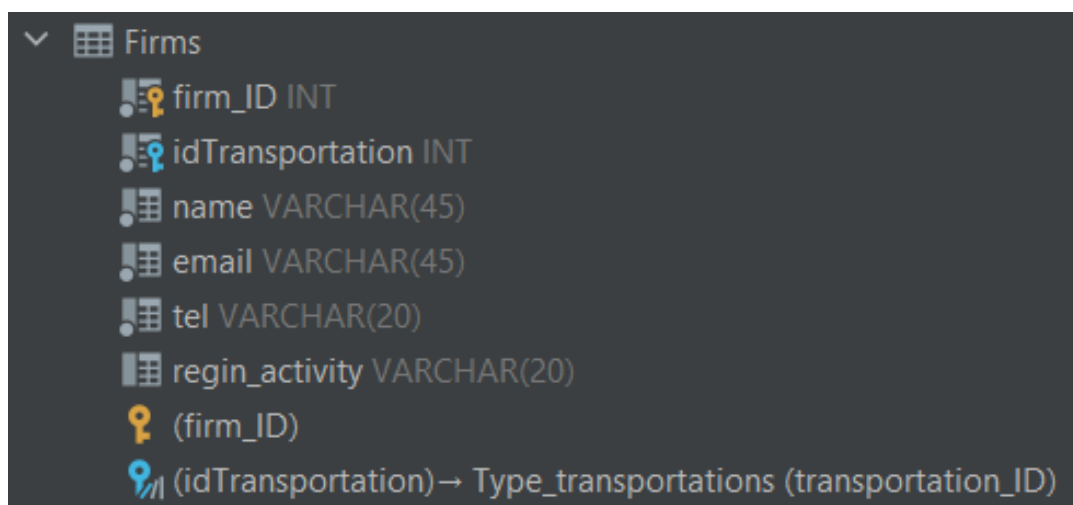 Firms
firm_ID INT
idTransportation INT
name VARCHAR(45)
email VARCHAR(45)
tel VARCHAR(20)
regin_activity VARCHAR(20)
(firm_ID)
(idTransportation)→ Type_transportations (transportation_ID)